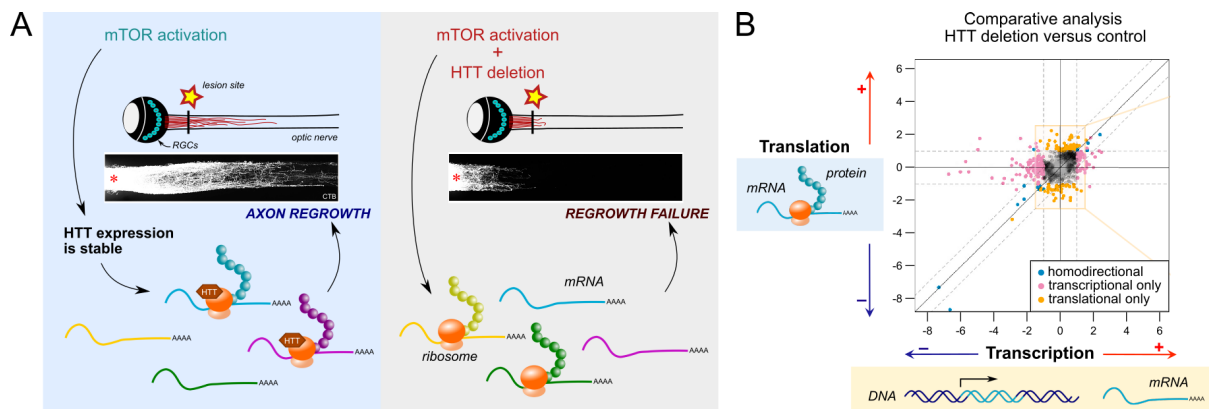 A
mTOR activation
lesion site
optic nerve
RGCs
*
CTB
AXON REGROWTH
HTT expression
is stable
HTT
AAAA
AAAA
HTT
AAAA
AAAA
mTOR activation
+
HTT deletion
*
REGROWTH FAILURE
mRNA
AAAA
AAAA
ribosome
AAAA
AAAA
B
Comparative analysis
HTT deletion versus control
+
Translation
mRNA
protein
AAAA
−
6
4
2
0
-2
-4
-6
-8
homodirectional
transcriptional only
translational only
-8 -6 -4 -2 0 2 4 6
− Transcription +
DNA
mRNA
AAAA